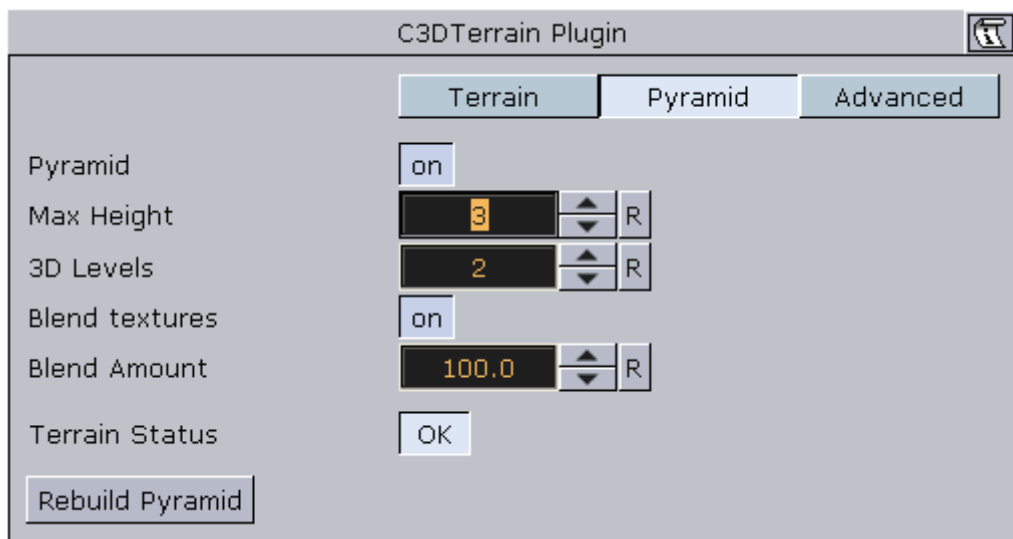 C3DTerrain Plugin
Terrain Pyramid Advanced
Pyramid on
Max Height 3 R
3D Levels 2 R
Blend textures on
Blend Amount 100.0 R
Terrain Status OK
Rebuild Pyramid